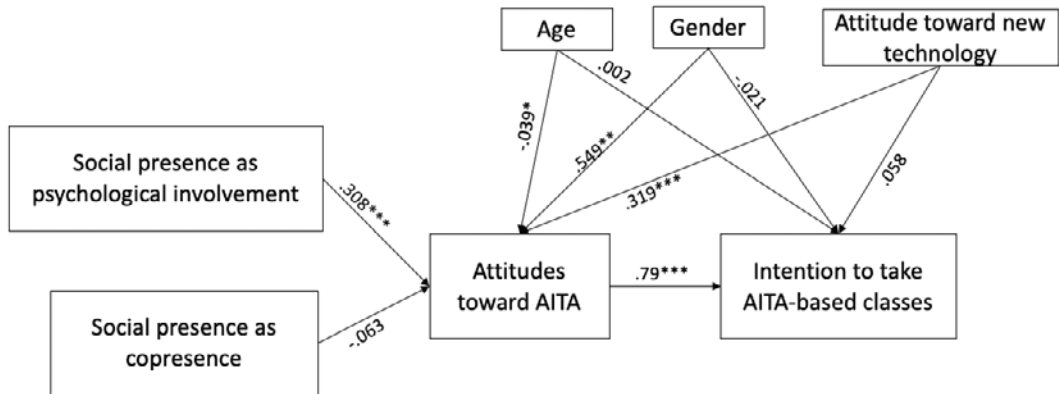 Age
Gender
Attitude toward new
technology
.002
-.021
-.039*
.549**
.058
.319***
Social presence as
psychological involvement
.308***
Attitudes
toward AITA
.79***
Intention to take
AITA-based classes
Social presence as
copresence
-.063